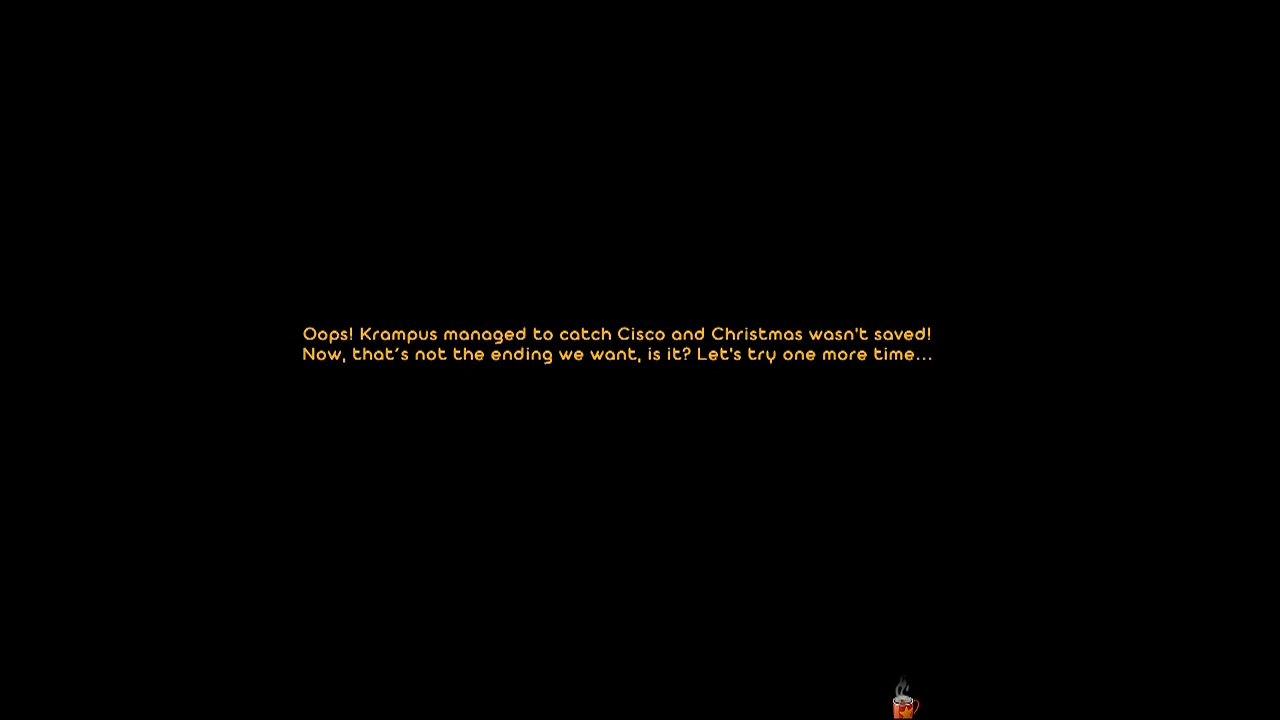 Oops! Krampus managed to catch Cisco and Christmas wasn't saved!
Now, that's not the ending we want, is it? Let's try one more time...